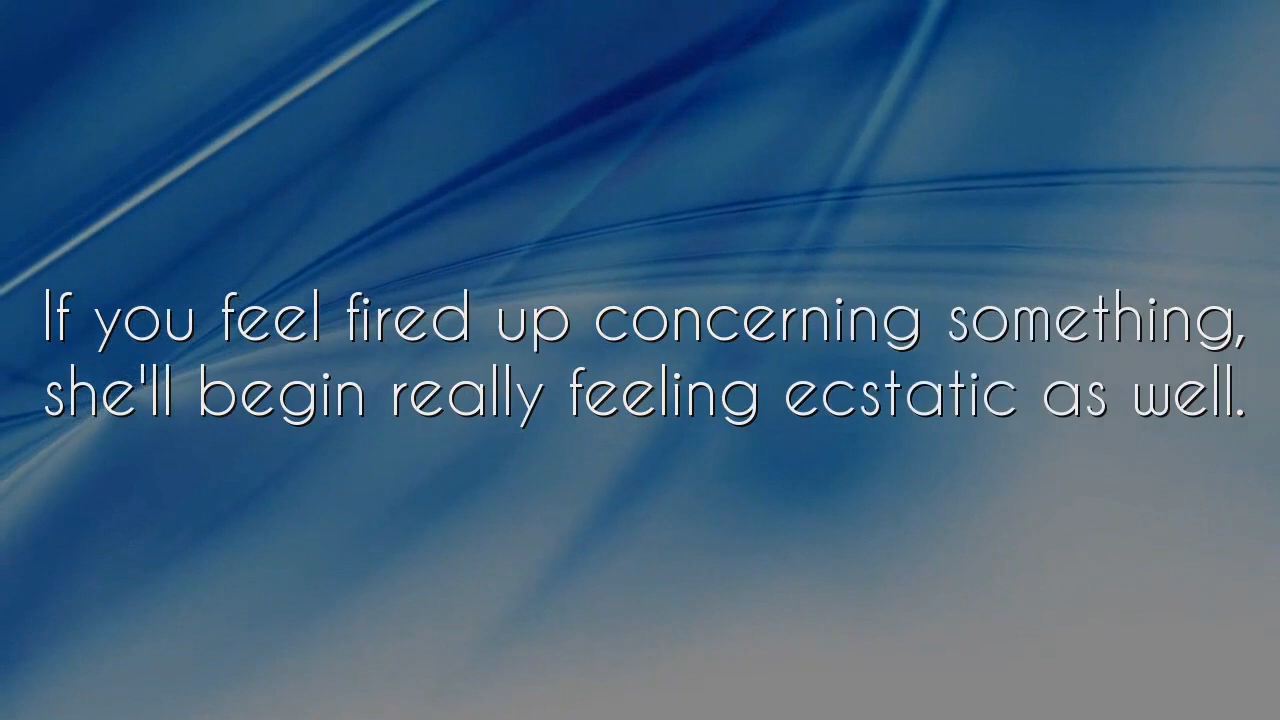 If you feel fired up concerning something,
she'll begin really feeling ecstatic as well.